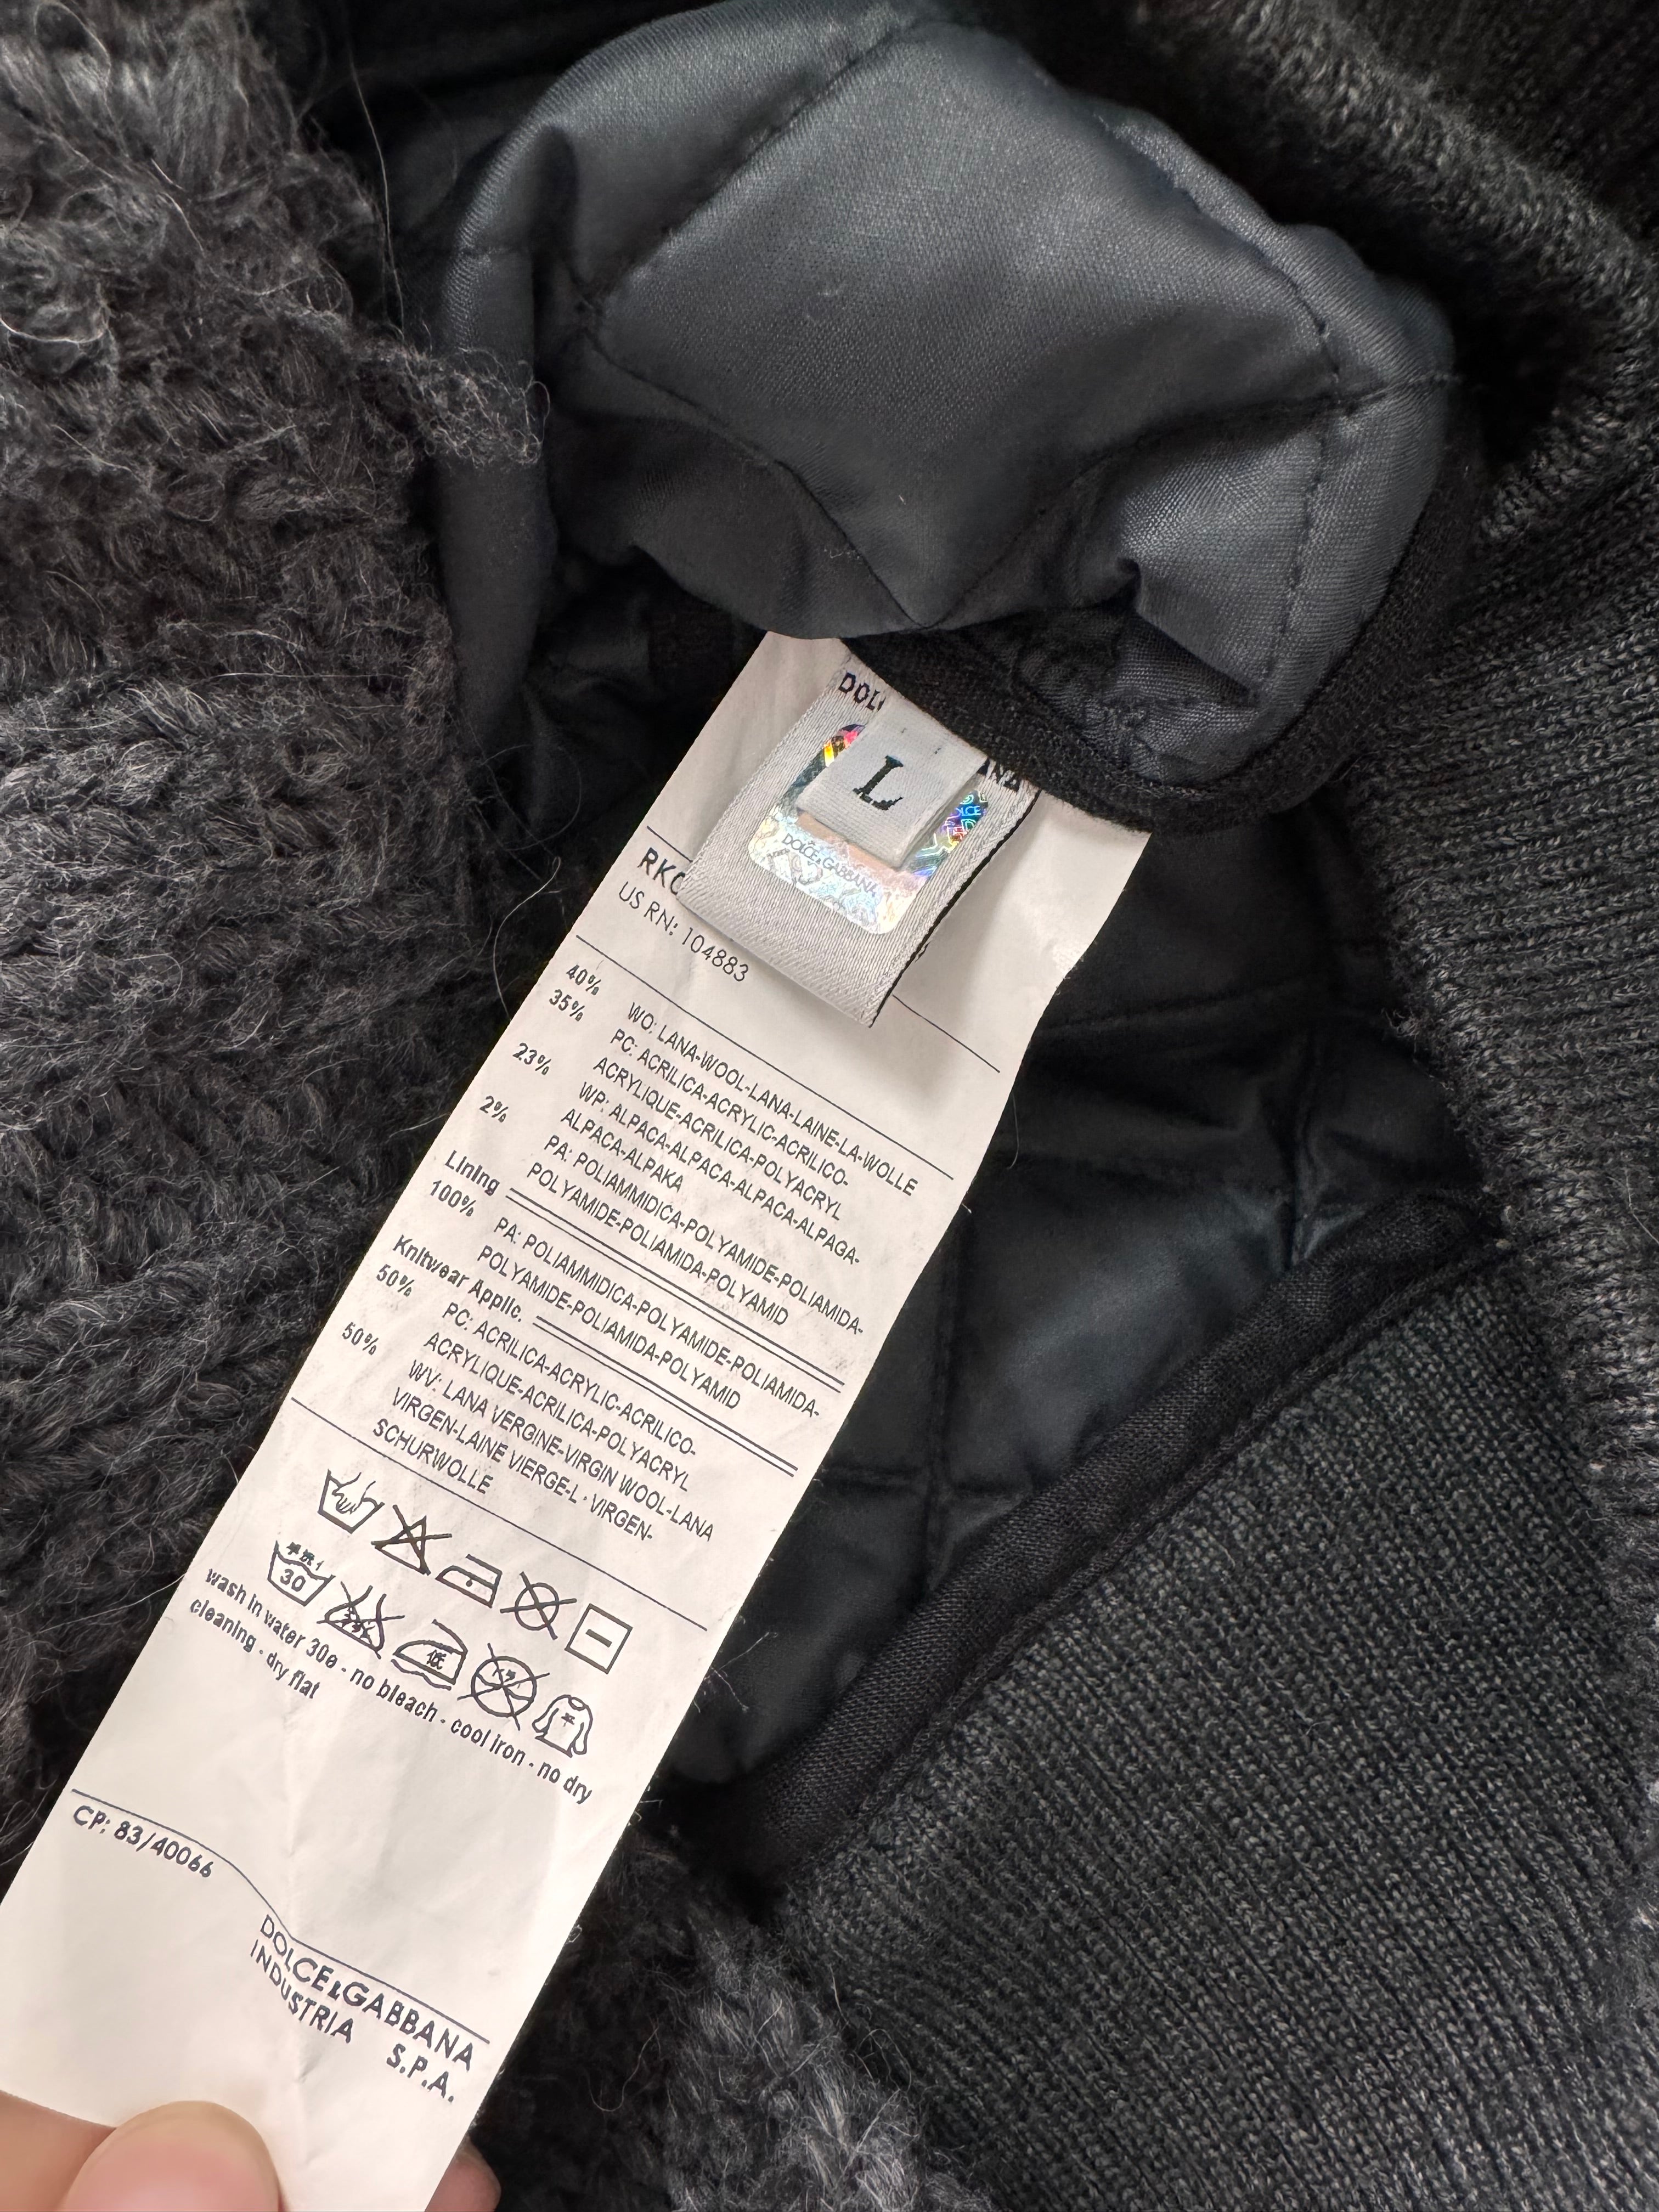 L
DOLCE&GABBANA
US RN: 104883
40% WO: LANA-WOOL-LANA-LAINE-LA-WOLLE
35% PC: ACRILICA-ACRYLIC-ACRILICO-
ACRYLIQUE-ACRILICA-POLYACRYL
23% WP: ALPACA-ALPACA-ALPACA-ALPAGA-
ALPACA-ALPAKA
2% PA: POLIAMMIDICA-POLYAMIDE-POLIAMIDA-
POLYAMIDE-POLIAMIDA-POLYAMID
Lining
100% PA: POLIAMMIDICA-POLYAMIDE-POLIAMIDA-
POLYAMIDE-POLIAMIDA-POLYAMID
Knitwear Applic.
50% PC: ACRILICA-ACRYLIC-ACRILICO-
ACRYLIQUE-ACRILICA-POLYACRYL
50% WV: LANA VERGINE-VIRGIN WOOL-LANA
VIRGEN-LAINE VIERGE-L · VIRGEN-
SCHURWOLLE
30
低
平
wash in water 30e - no bleach - cool iron - no dry
cleaning - dry flat
CP: 83/40066
DOLCE&GABBANA
INDUSTRIA S.P.A.